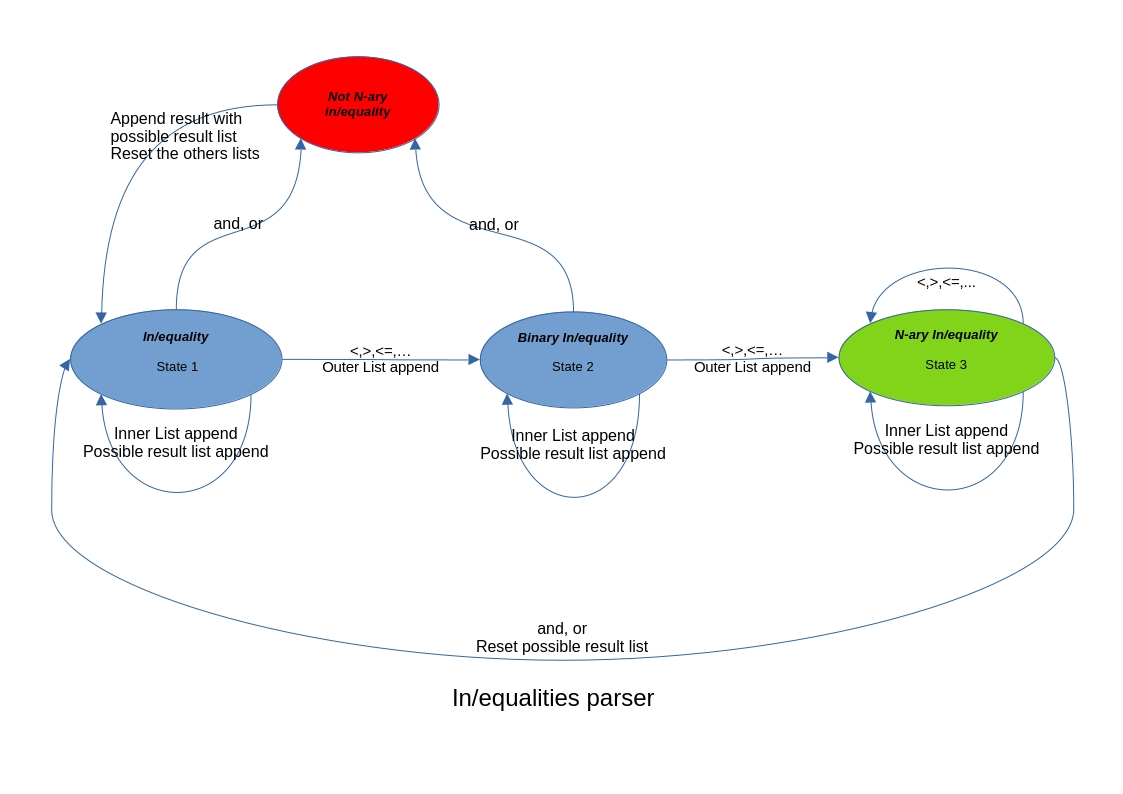 Not N-ary
in/equality
Append result with
possible result list
Reset the others lists
and, or
and, or
<,>,<=,...
In/equality
State 1
<,>,<=,...
Outer List append
Binary In/equality
State 2
<,>,<=,...
Outer List append
N-ary In/equality
State 3
Inner List append
Possible result list append
Inner List append
Possible result list append
Inner List append
Possible result list append
and, or
Reset possible result list
In/equalities parser